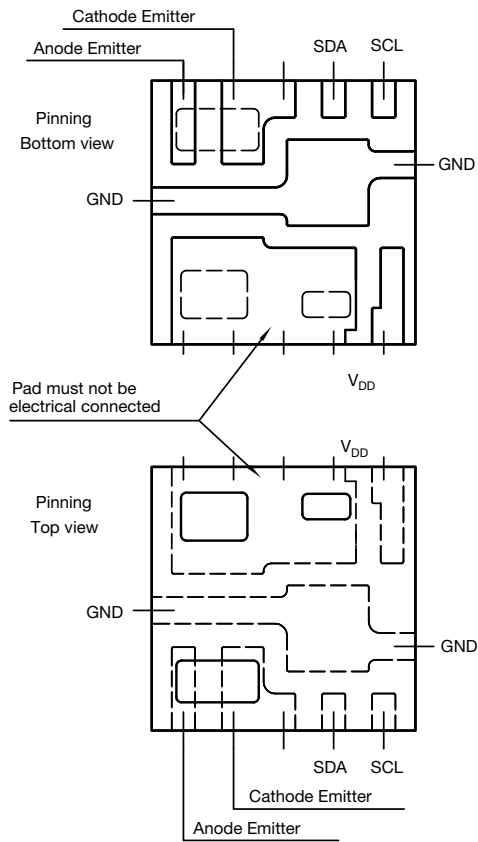 Cathode Emitter
Anode Emitter
SDA
SCL
Pinning
Bottom view
GND
GND
VDD
Pad must not be
electrical connected
VDD
Pinning
Top view
GND
GND
SDA
SCL
Cathode Emitter
Anode Emitter